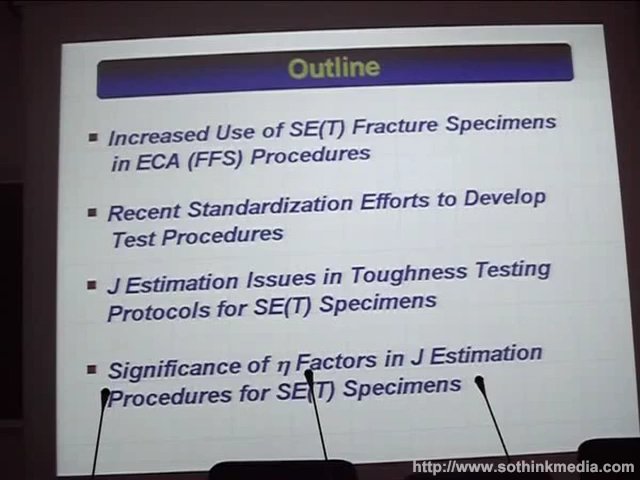 Outline
Increased Use of SE(T) Fracture Specimens
in ECA (FFS) Procedures
Recent Standardization Efforts to Develop
Test Procedures
J Estimation Issues in Toughness Testing
Protocols for SE(T) Specimens
Significance of η Factors in J Estimation
Procedures for SE(T) Specimens
http://www.sothinkmedia.com